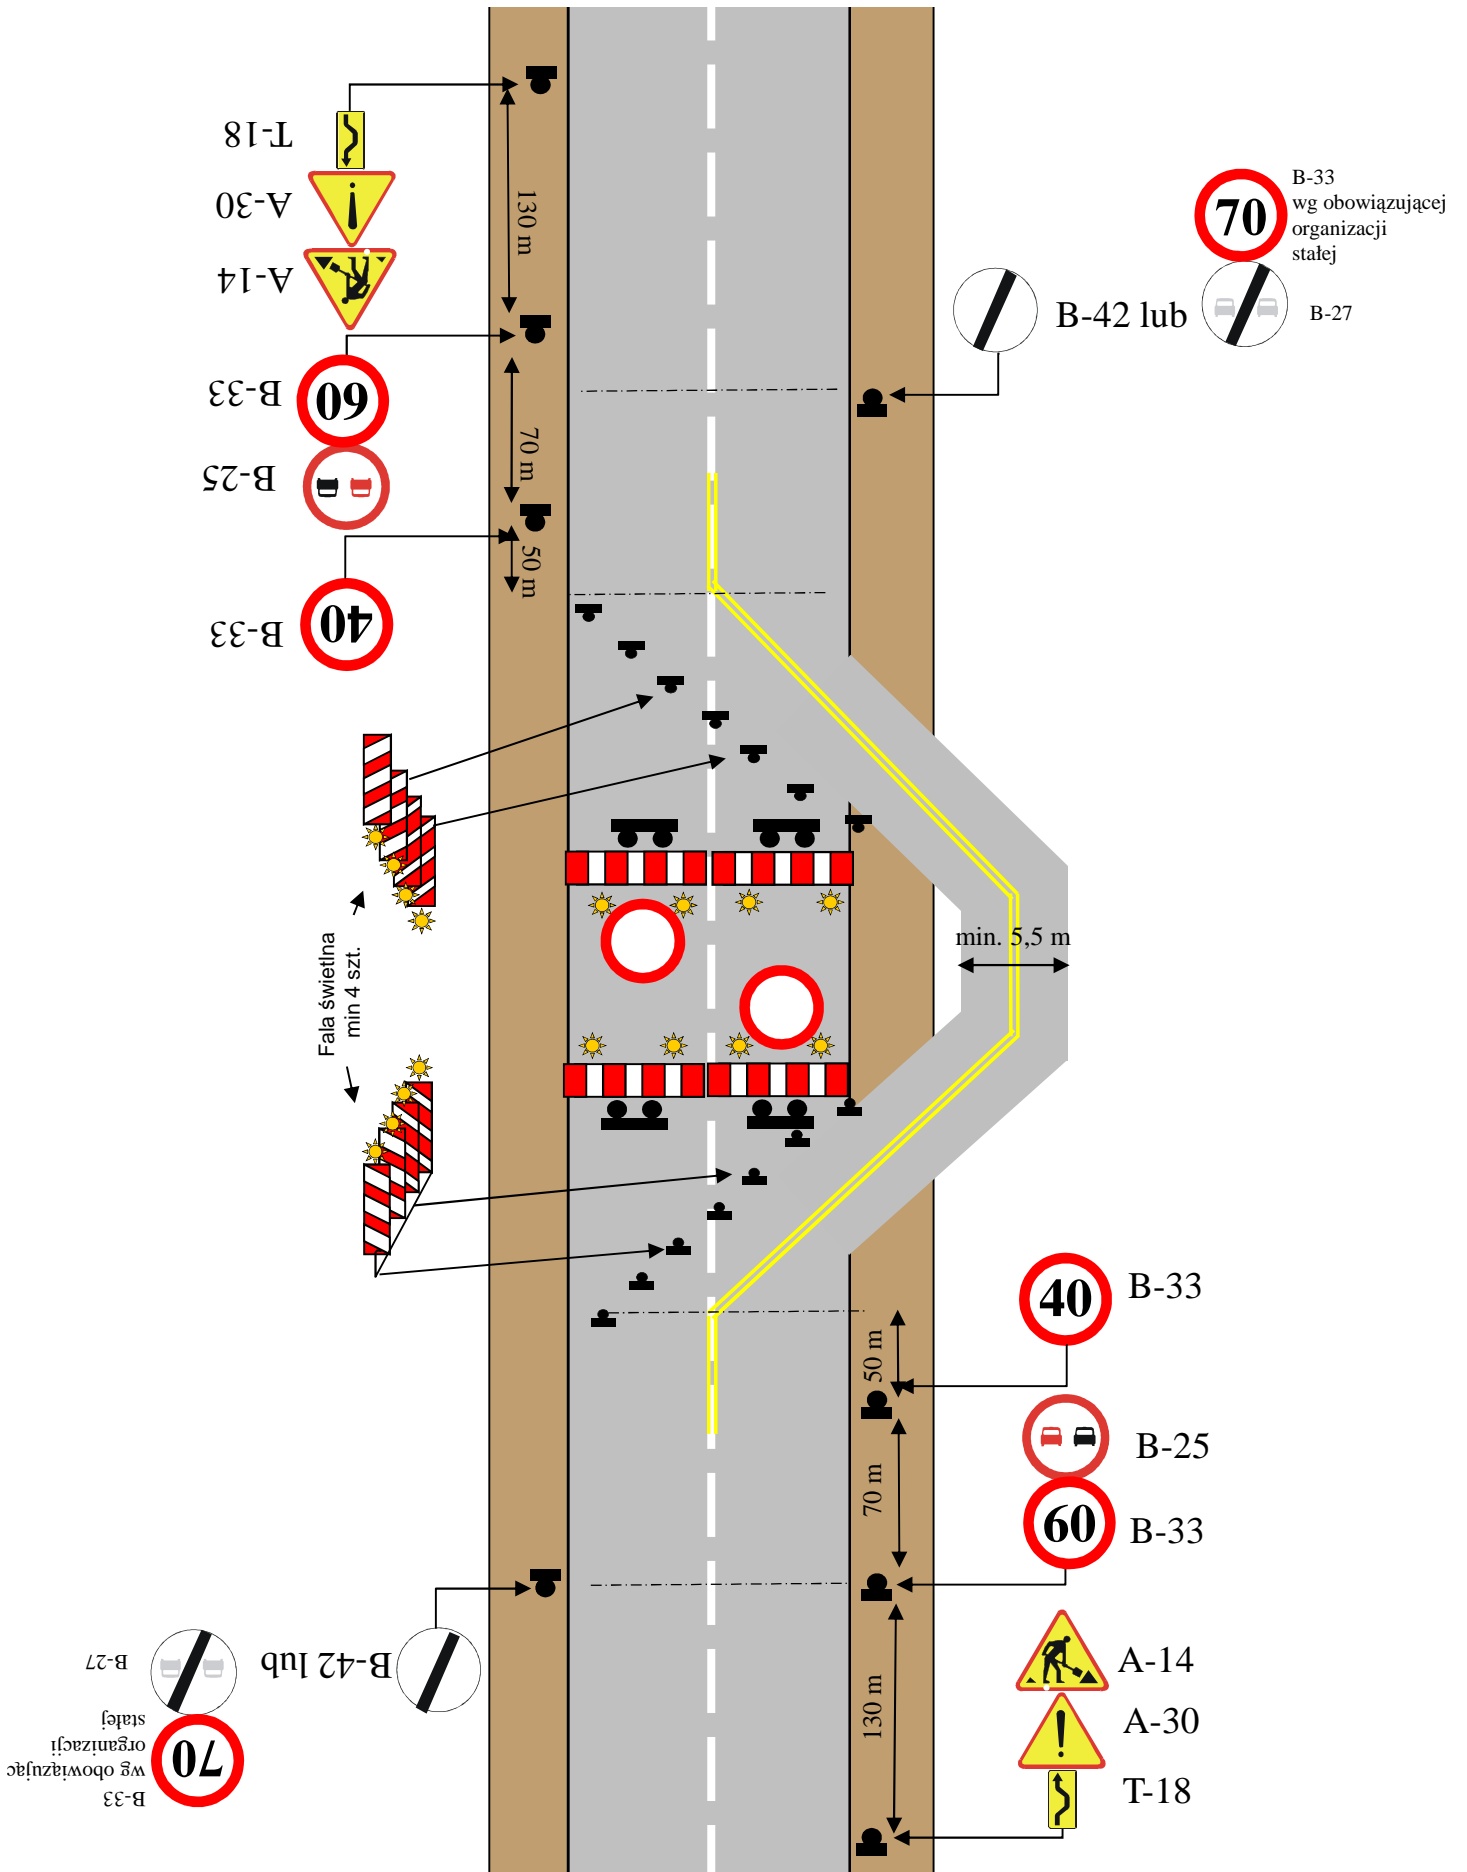 T-18
A-30
A-14
130 m
B-33
60
B-25
70 m
50 m
B-33
40
70
B-33
wg obowiązującej
organizacji
stałej
B-42 lub
B-27
Fala świetlna
min 4 szt.
min. 5,5 m
40
B-33
50 m
B-25
70 m
60
B-33
A-14
A-30
130 m
T-18
B-42 lub
B-27
70
B-33
wg obowiązując
organizacji
stałej